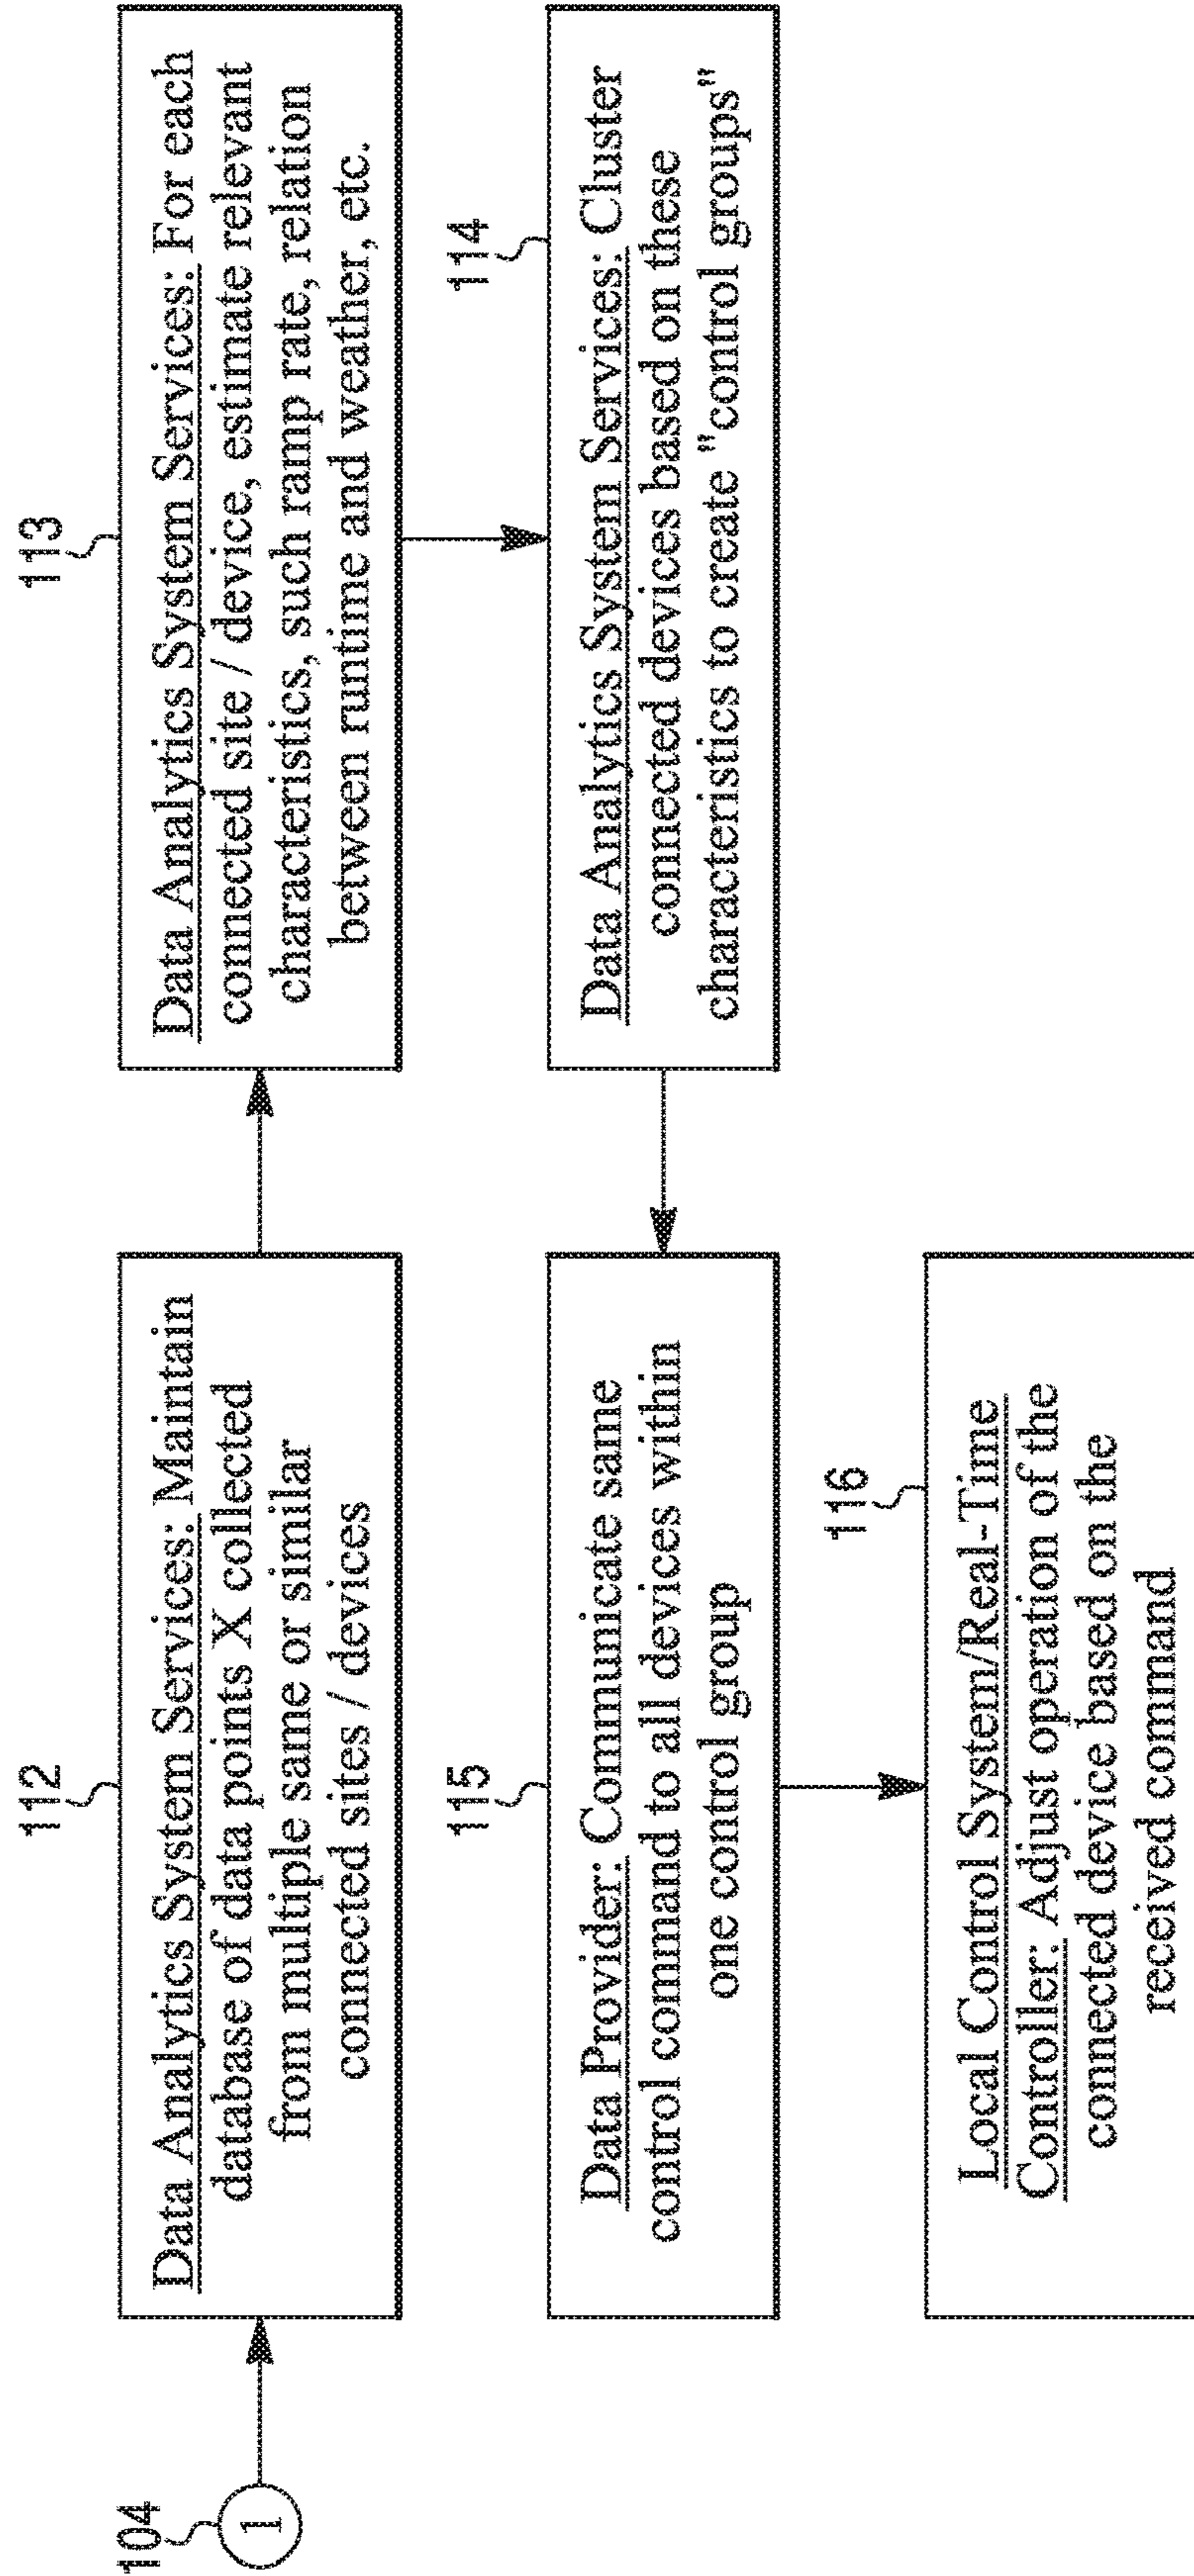 104
1
112
Data Analytics System Services: Maintain
database of data points X collected
from multiple same or similar
connected sites / devices
113
Data Analytics System Services: For each
connected site / device, estimate relevant
characteristics, such ramp rate, relation
between runtime and weather, etc.
114
Data Analytics System Services: Cluster
connected devices based on these
characteristics to create "control groups"
115
Data Provider: Communicate same
control command to all devices within
one control group
116
Local Control System/Real-Time
Controller: Adjust operation of the
connected device based on the
received command